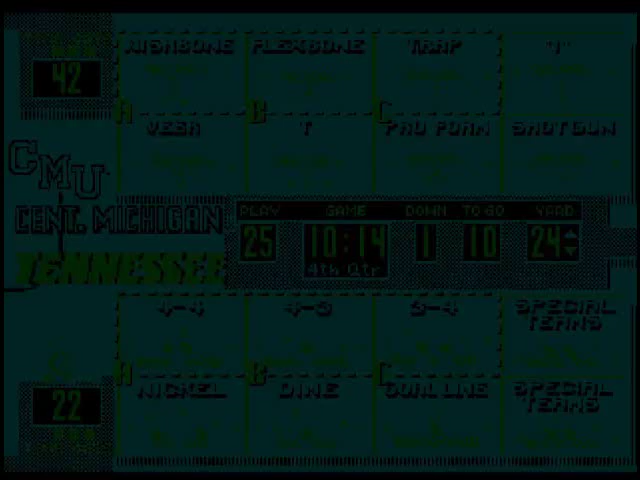 42
WISHBONE FLEXBONE TRAP "I"
A B C
VEER T PRO FORM SHOTGUN
CMU
CENT. MICHIGAN
TENNESSEE
PLAY GAME DOWN TO GO YARD
25 10:14 1 10 24
4th Qtr
4-4 4-3 3-4 SPECIAL TEAMS
A B C
NICKEL DIME GOAL LINE SPECIAL TEAMS
22